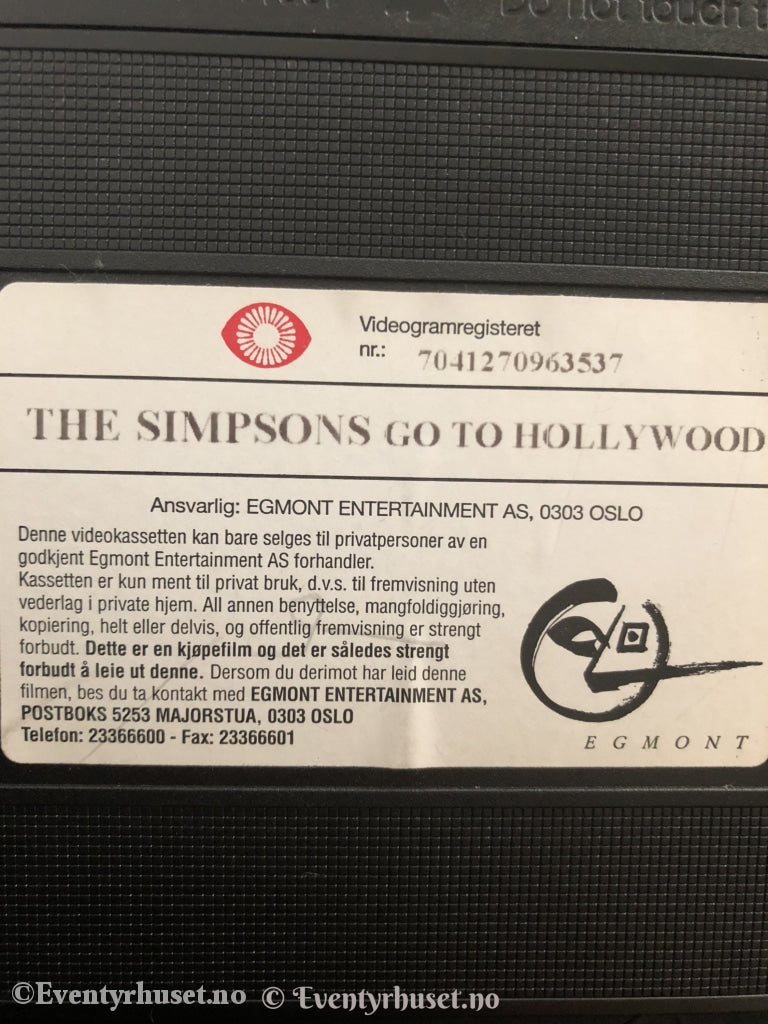 Do not touch t
Videogramregisteret
nr.: 7041270963537
THE SIMPSONS GO TO HOLLYWOOD
Ansvarlig: EGMONT ENTERTAINMENT AS, 0303 OSLO
Denne videokassetten kan bare selges til privatpersoner av en
godkjent Egmont Entertainment AS forhandler.
Kassetten er kun ment til privat bruk, d.v.s. til fremvisning uten
vederlag i private hjem. All annen benyttelse, mangfoldiggjøring,
kopiering, helt eller delvis, og offentlig fremvisning er strengt
forbudt. Dette er en kjøpefilm og det er således strengt
forbudt å leie ut denne. Dersom du derimot har leid denne
filmen, bes du ta kontakt med EGMONT ENTERTAINMENT AS,
POSTBOKS 5253 MAJORSTUA, 0303 OSLO
Telefon: 23366600 - Fax: 23366601
EGMONT
©Eventyrhuset.no © Eventyrhuset.no